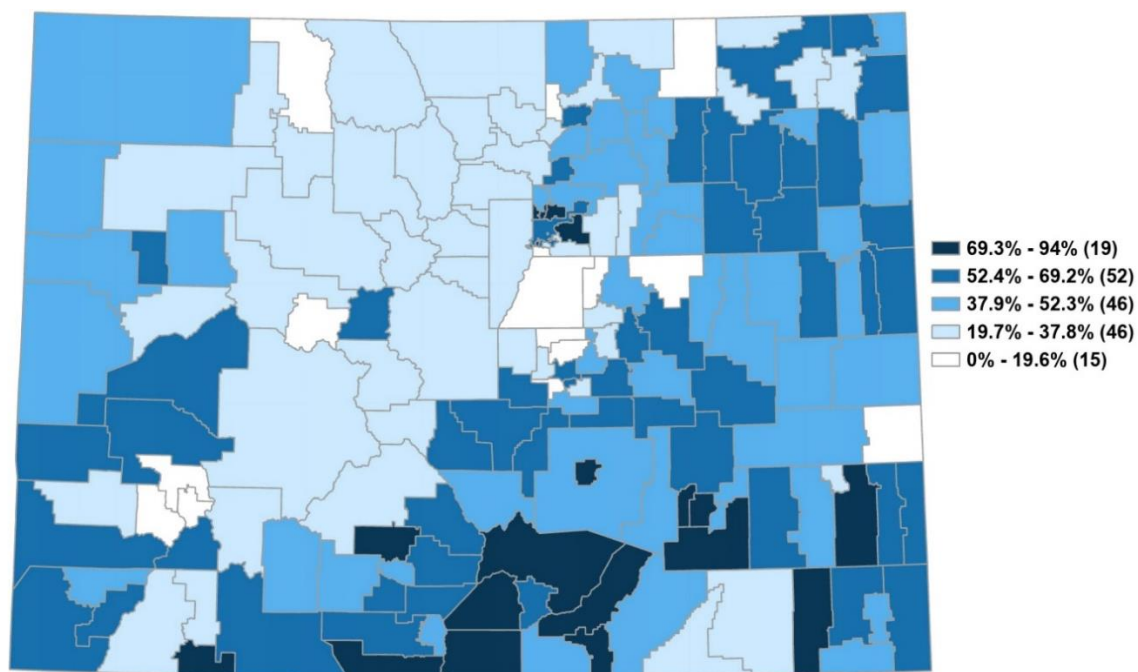 69.3% - 94% (19)
52.4% - 69.2% (52)
37.9% - 52.3% (46)
19.7% - 37.8% (46)
0% - 19.6% (15)